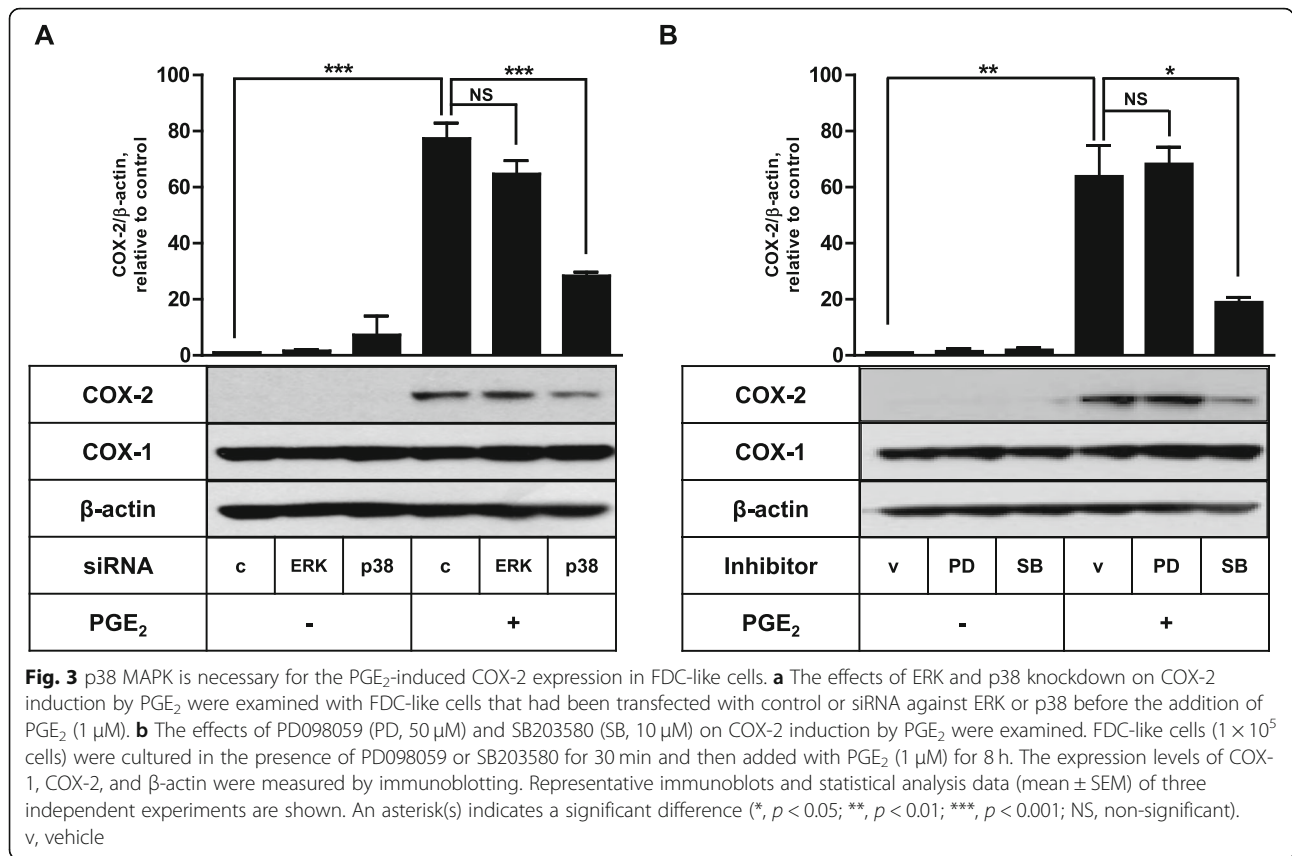 A
100
80
60
40
20
0
COX-2/β-actin,
relative to control
***
***
NS
COX-2
COX-1
β-actin
siRNA c ERK p38 c ERK p38
PGE₂ - +
B
100
80
60
40
20
0
COX-2/β-actin,
relative to control
**
*
NS
COX-2
COX-1
β-actin
Inhibitor v PD SB v PD SB
PGE₂ - +
Fig. 3 p38 MAPK is necessary for the PGE₂-induced COX-2 expression in FDC-like cells. a The effects of ERK and p38 knockdown on COX-2
induction by PGE₂ were examined with FDC-like cells that had been transfected with control or siRNA against ERK or p38 before the addition of
PGE₂ (1 μM). b The effects of PD098059 (PD, 50 μM) and SB203580 (SB, 10 μM) on COX-2 induction by PGE₂ were examined. FDC-like cells (1 × 10⁵
cells) were cultured in the presence of PD098059 or SB203580 for 30 min and then added with PGE₂ (1 μM) for 8 h. The expression levels of COX-
1, COX-2, and β-actin were measured by immunoblotting. Representative immunoblots and statistical analysis data (mean ± SEM) of three
independent experiments are shown. An asterisk(s) indicates a significant difference (*, p < 0.05; **, p < 0.01; ***, p < 0.001; NS, non-significant).
v, vehicle